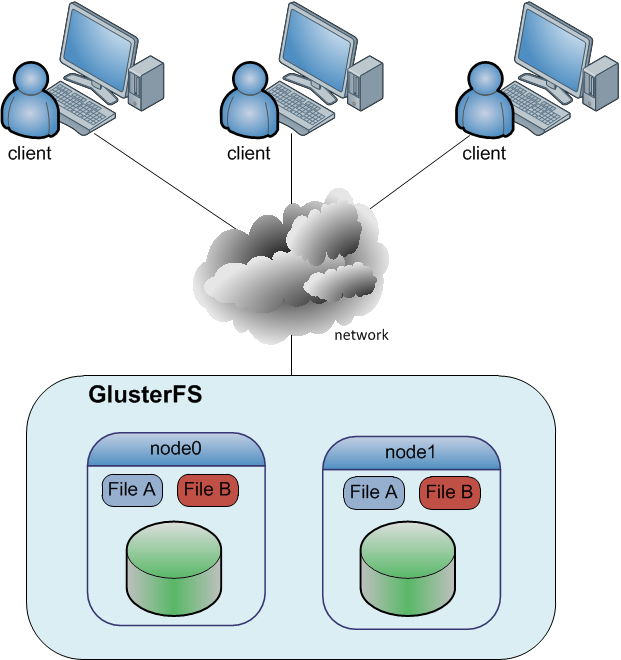 client
client
client
network
GlusterFS
node0
node1
File A
File B
File A
File B